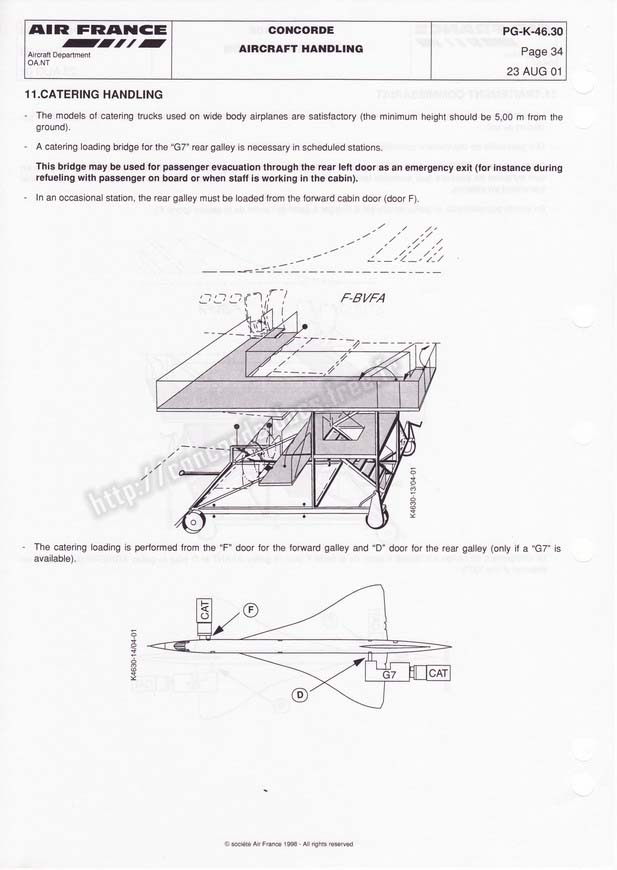 AIR FRANCE
Aircraft Department
OA.NT
CONCORDE
AIRCRAFT HANDLING
PG-K-46.30
Page 34
23 AUG 01
11.CATERING HANDLING
- The models of catering trucks used on wide body airplanes are satisfactory (the minimum height should be 5,00 m from the
ground).
- A catering loading bridge for the “G7” rear galley is necessary in scheduled stations.
This bridge may be used for passenger evacuation through the rear left door as an emergency exit (for instance during
refueling with passenger on board or when staff is working in the cabin).
- In an occasional station, the rear galley must be loaded from the forward cabin door (door F).
F-BVFA
K4630-13/04-01
- The catering loading is performed from the “F” door for the forward galley and “D” door for the rear galley (only if a “G7” is
available).
CAT
F
K4630-14/04-01
G7
CAT
D
© société Air France 1998 - All rights reserved